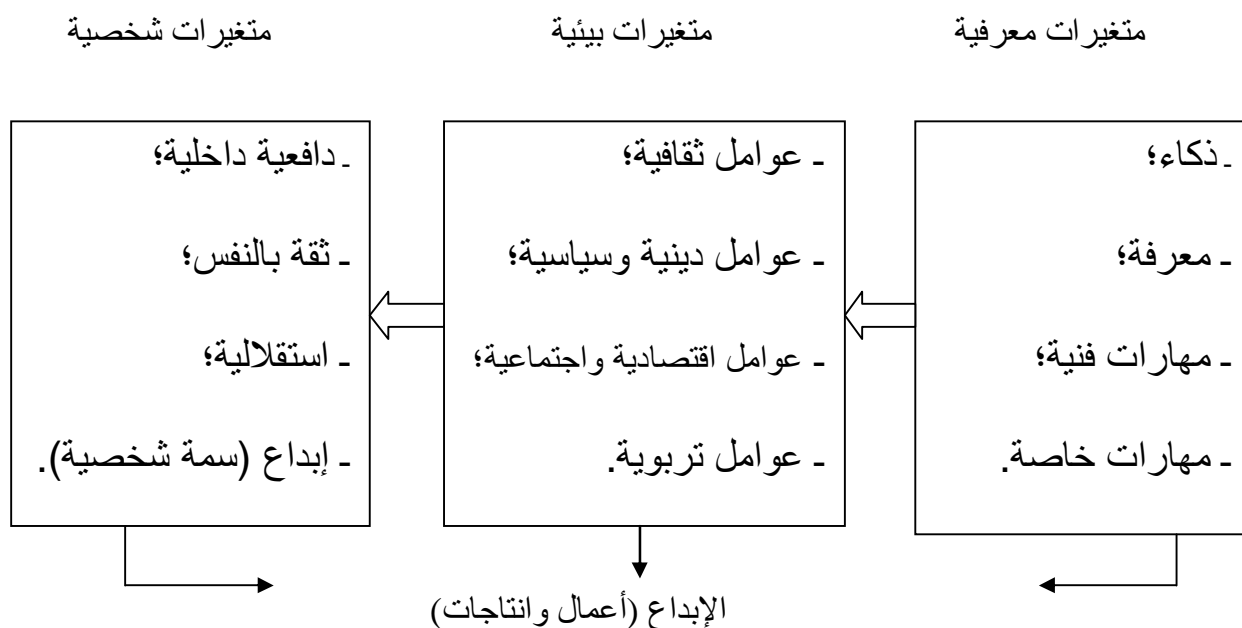 متغيرات معرفية
متغيرات بيئية
متغيرات شخصية
ـ ذكاء؛
ـ معرفة؛
ـ مهارات فنية؛
ـ مهارات خاصة.
ـ عوامل ثقافية؛
ـ عوامل دينية وسياسية؛
ـ عوامل اقتصادية واجتماعية؛
ـ عوامل تربوية.
ـ دافعية داخلية؛
ـ ثقة بالنفس؛
ـ استقلالية؛
ـ إبداع (سمة شخصية).
الإبداع (أعمال وانتاجات)